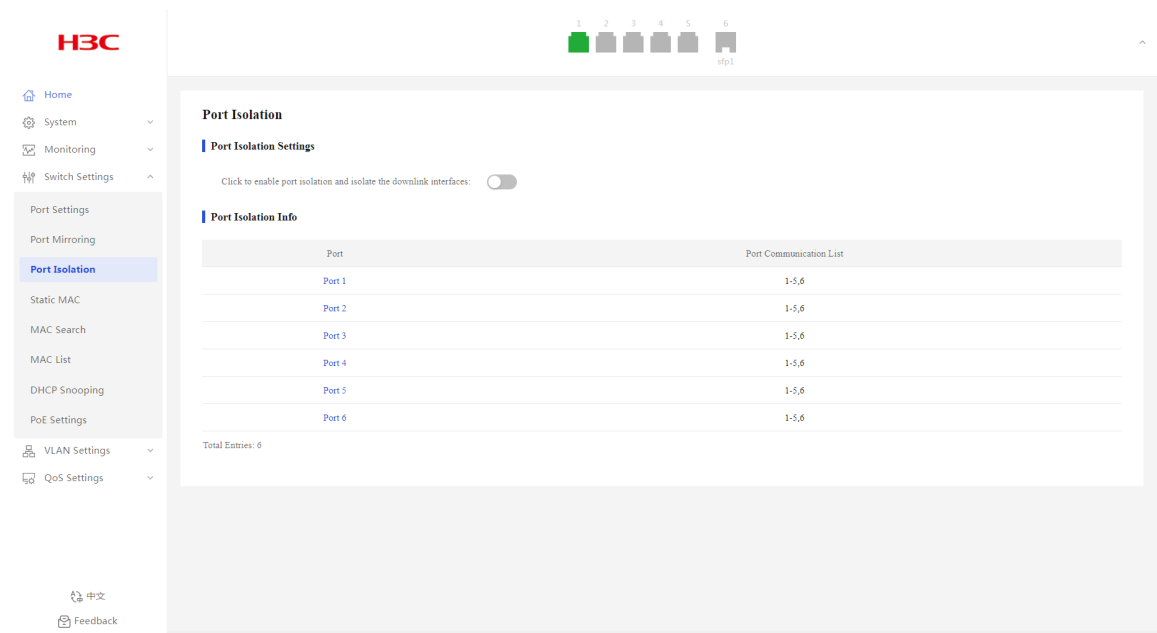 H3C
1 2 3 4 5 6
sfp1
Home
System
Monitoring
Switch Settings
Port Settings
Port Mirroring
Port Isolation
Static MAC
MAC Search
MAC List
DHCP Snooping
PoE Settings
VLAN Settings
QoS Settings
中文
Feedback
Port Isolation
Port Isolation Settings
Click to enable port isolation and isolate the downlink interfaces:
Port Isolation Info
Port Port Communication List
Port 1 1-5,6
Port 2 1-5,6
Port 3 1-5,6
Port 4 1-5,6
Port 5 1-5,6
Port 6 1-5,6
Total Entries: 6